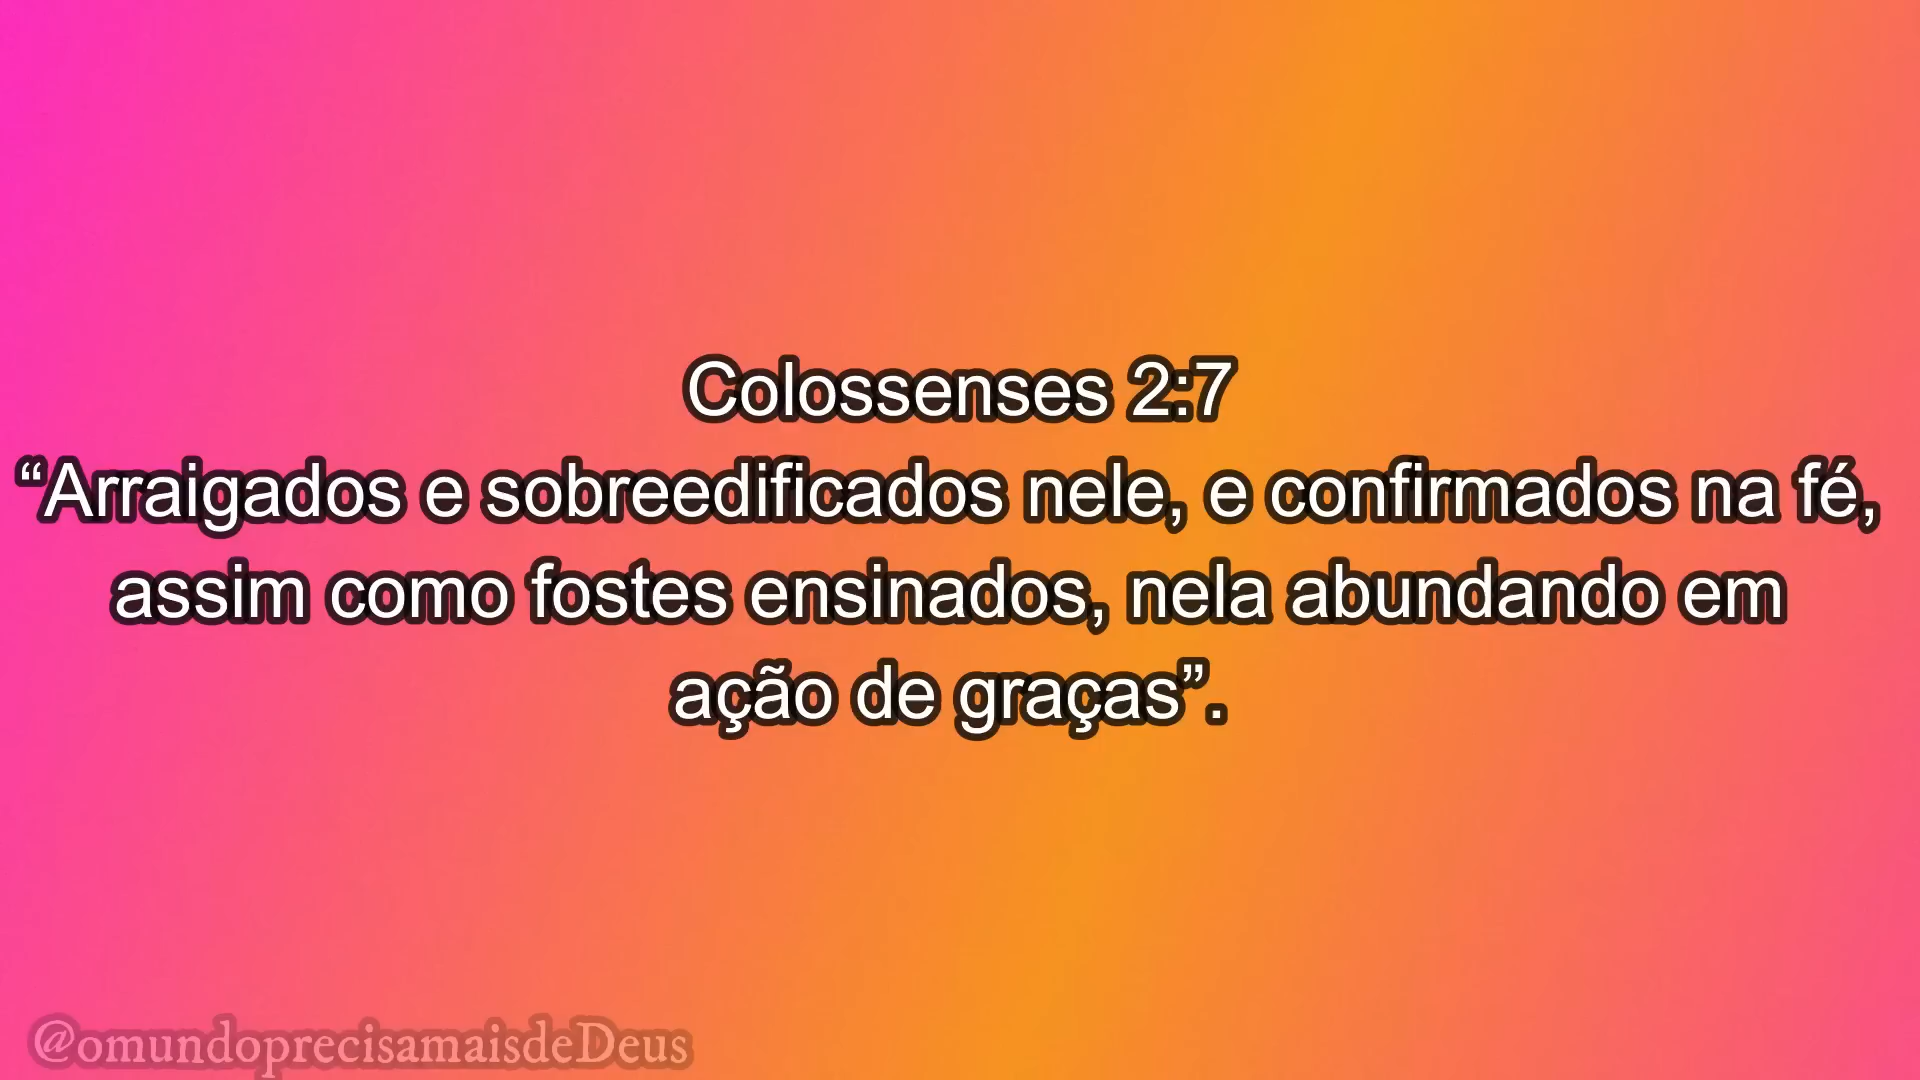 Colossenses 2:7
“Arraigados e sobreedificados nele, e confirmados na fé,
assim como fostes ensinados, nela abundando em
ação de graças”.
@omundoprecisamaisdeDeus